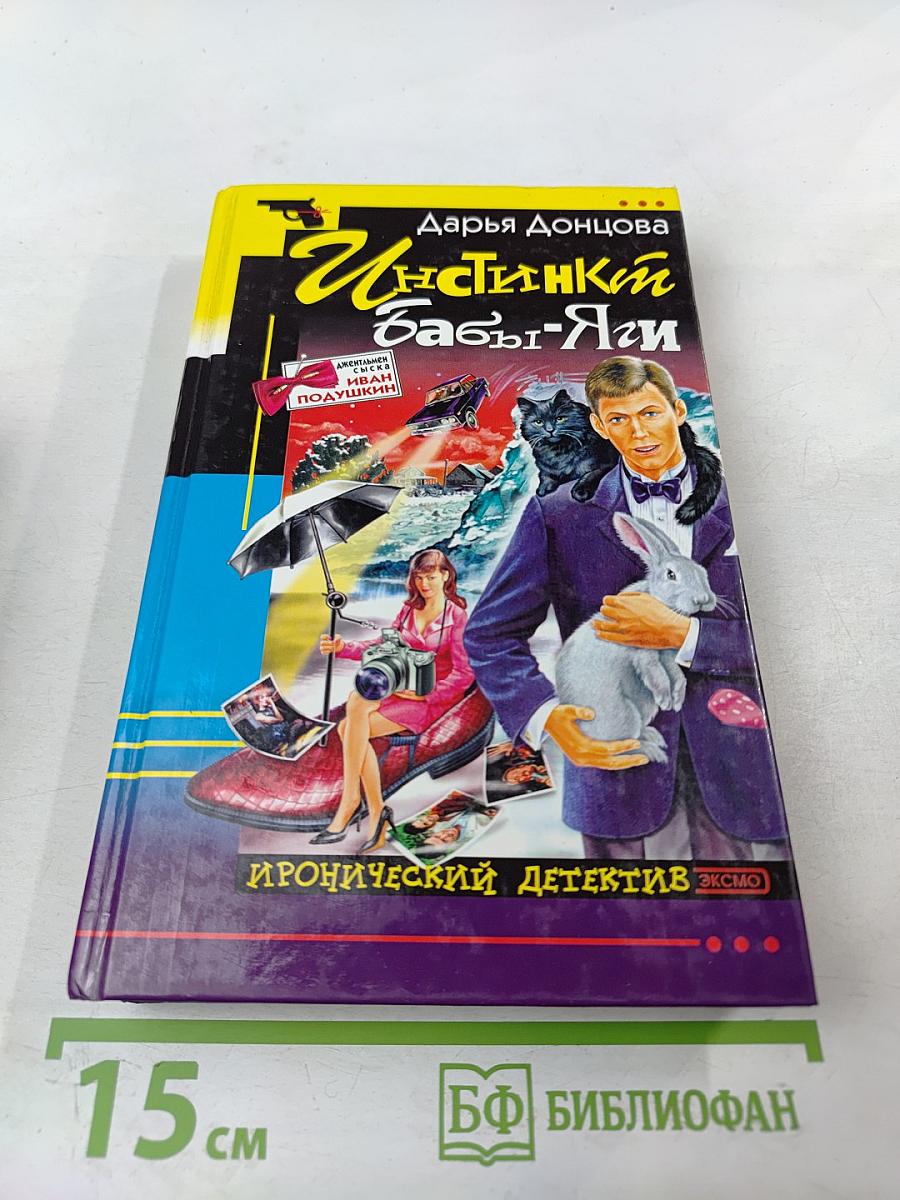 Дарья Донцова
Инстинкт
Бабы-Яги
джентльмен
сыска
ИВАН
ПОДУШКИН
ИРОНИЧЕСКИЙ ДЕТЕКТИВ
ЭКСМО
15 см
БФ БИБЛИОФАН